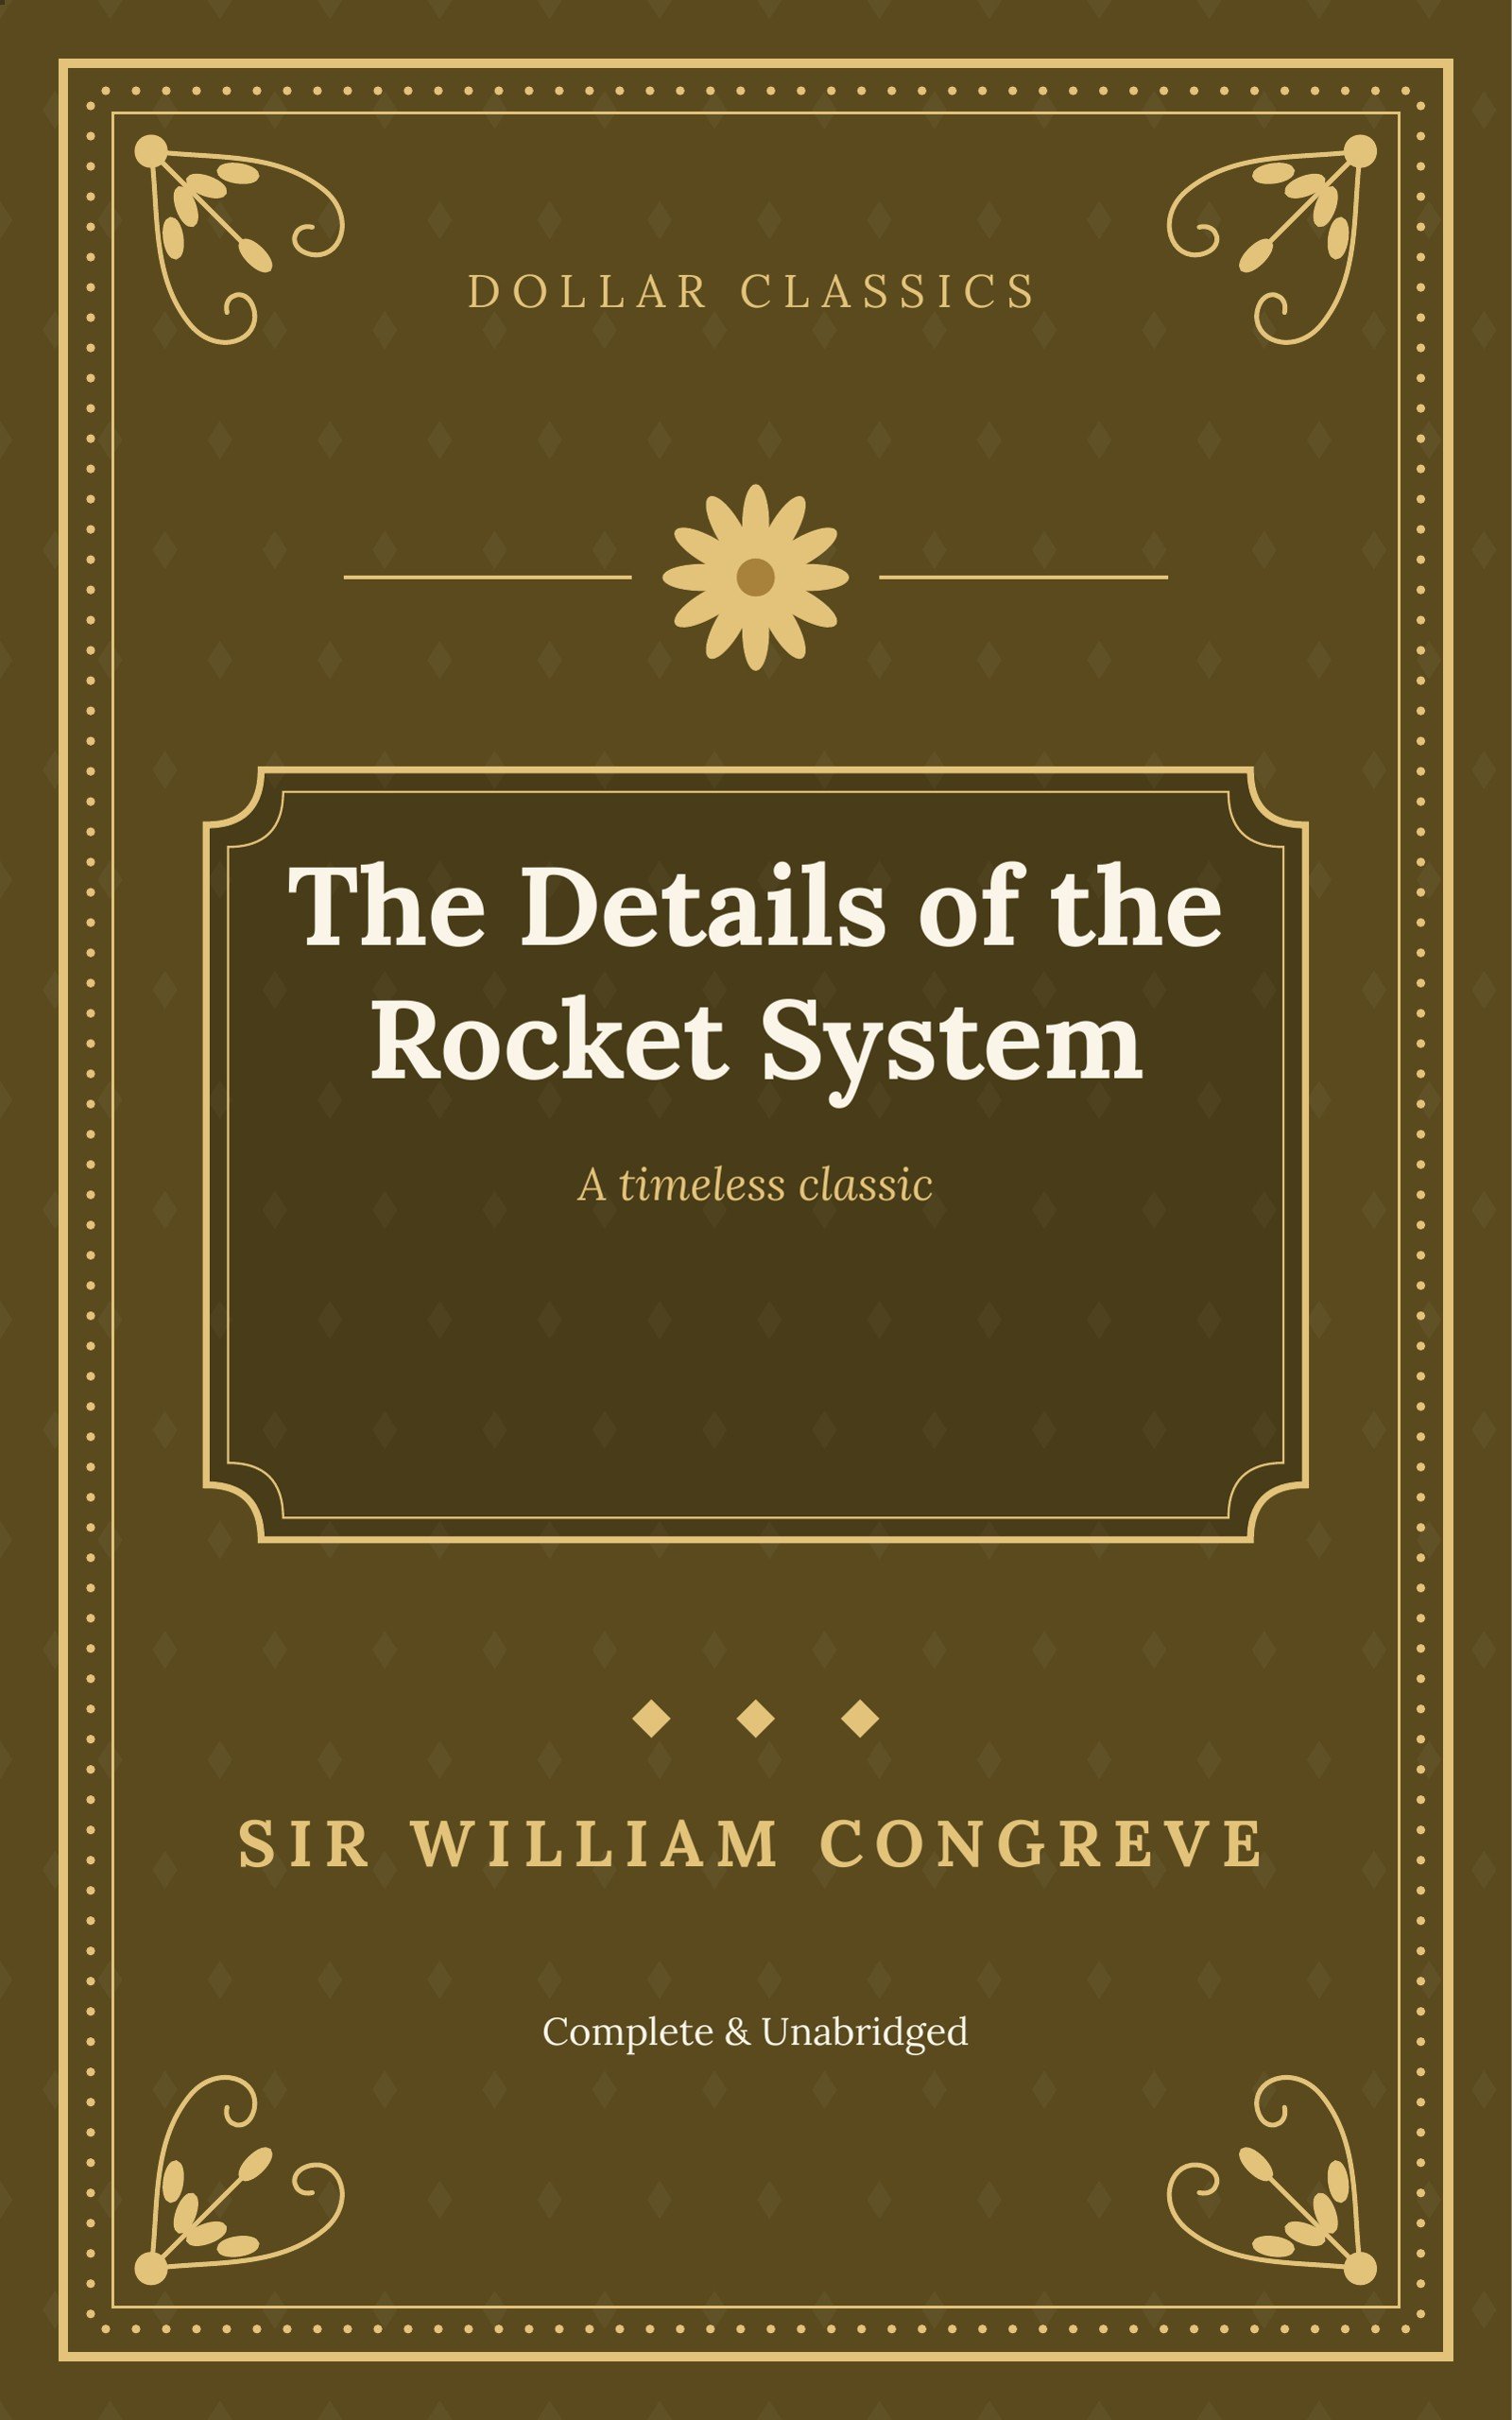 DOLLAR CLASSICS
The Details of the
Rocket System
A timeless classic
SIR WILLIAM CONGREVE
Complete & Unabridged